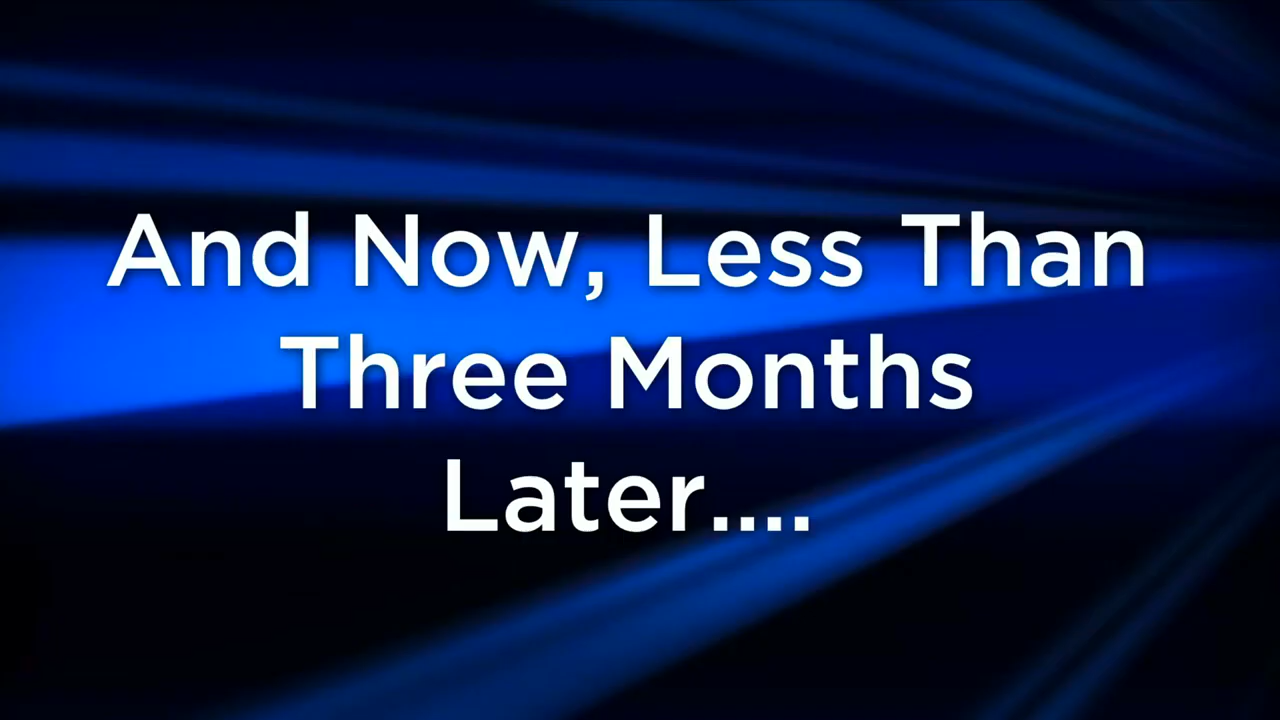 And Now, Less Than
Three Months
Later....